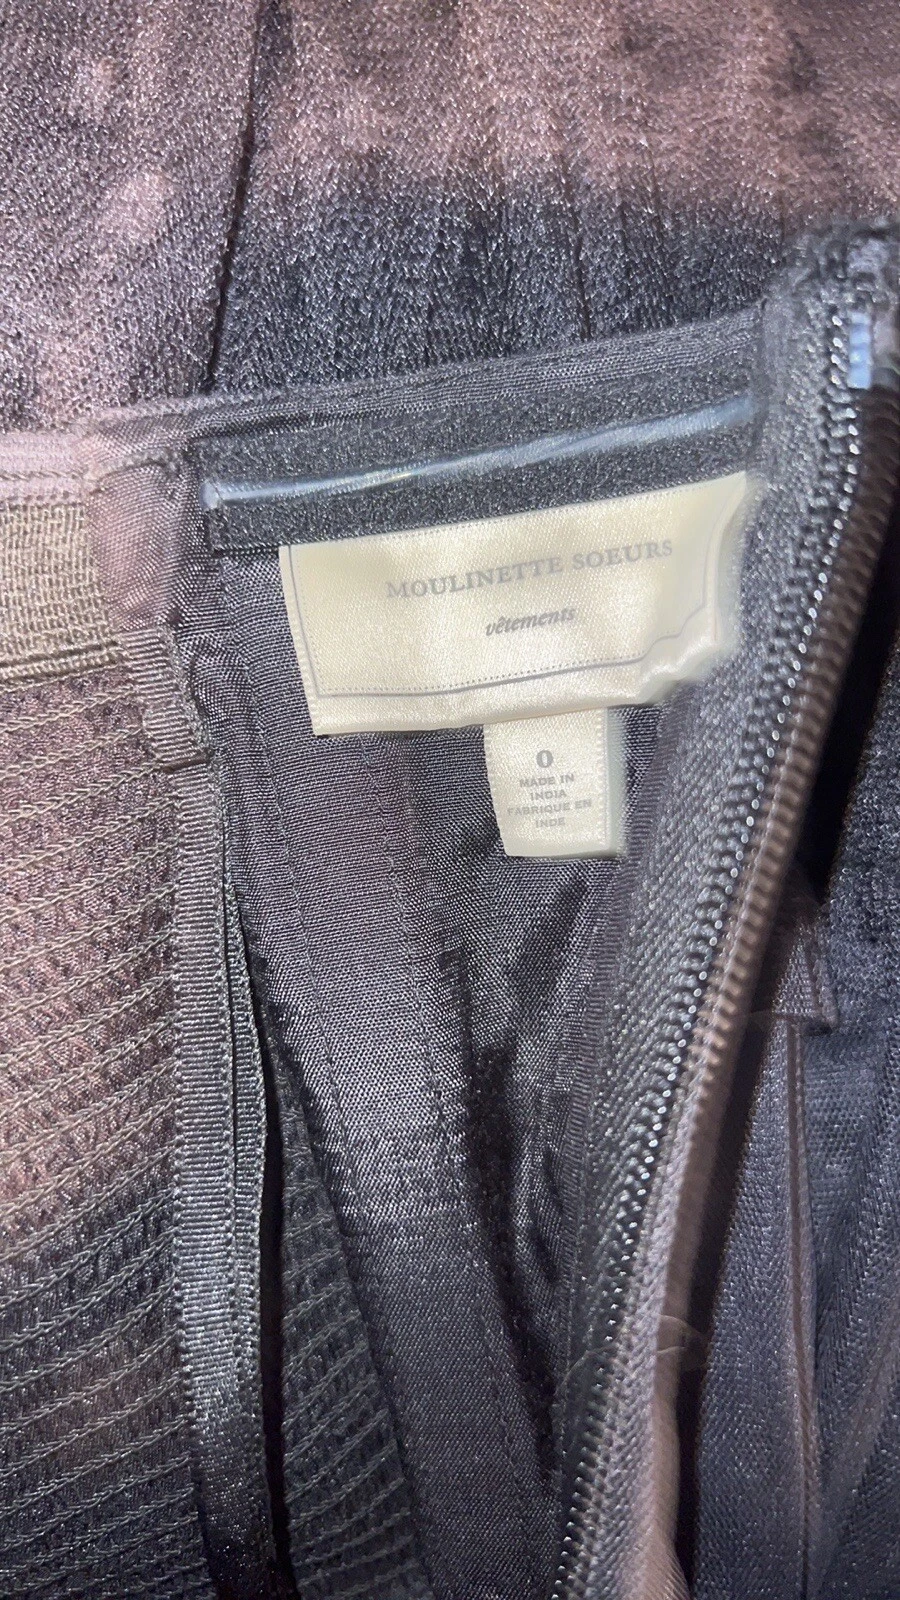 MOULINETTE SOEURS
vêtements
0
MADE IN
INDIA
FABRIQUE EN
INDE